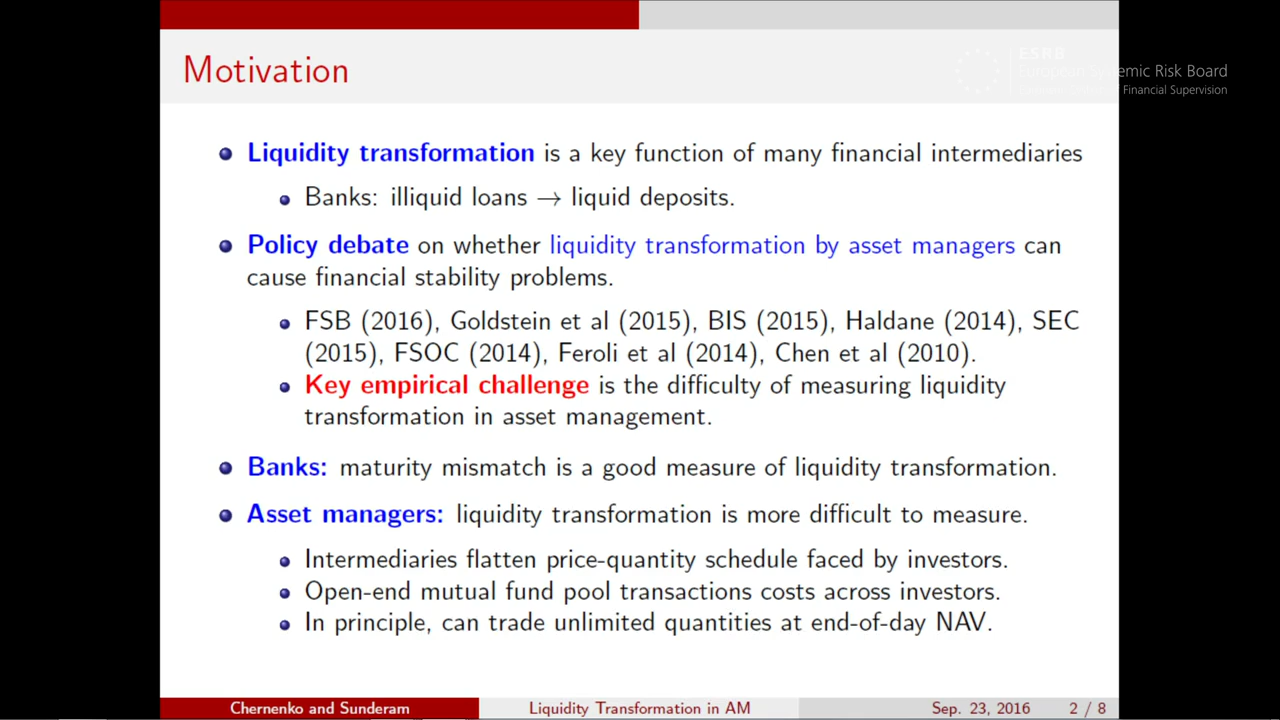 Motivation
ESRB
European Systemic Risk Board
Financial Supervision
Liquidity transformation is a key function of many financial intermediaries
Banks: illiquid loans → liquid deposits.
Policy debate on whether liquidity transformation by asset managers can
cause financial stability problems.
FSB (2016), Goldstein et al (2015), BIS (2015), Haldane (2014), SEC
(2015), FSOC (2014), Feroli et al (2014), Chen et al (2010).
Key empirical challenge is the difficulty of measuring liquidity
transformation in asset management.
Banks: maturity mismatch is a good measure of liquidity transformation.
Asset managers: liquidity transformation is more difficult to measure.
Intermediaries flatten price-quantity schedule faced by investors.
Open-end mutual fund pool transactions costs across investors.
In principle, can trade unlimited quantities at end-of-day NAV.
Chernenko and Sunderam
Liquidity Transformation in AM
Sep. 23, 2016 2 / 8